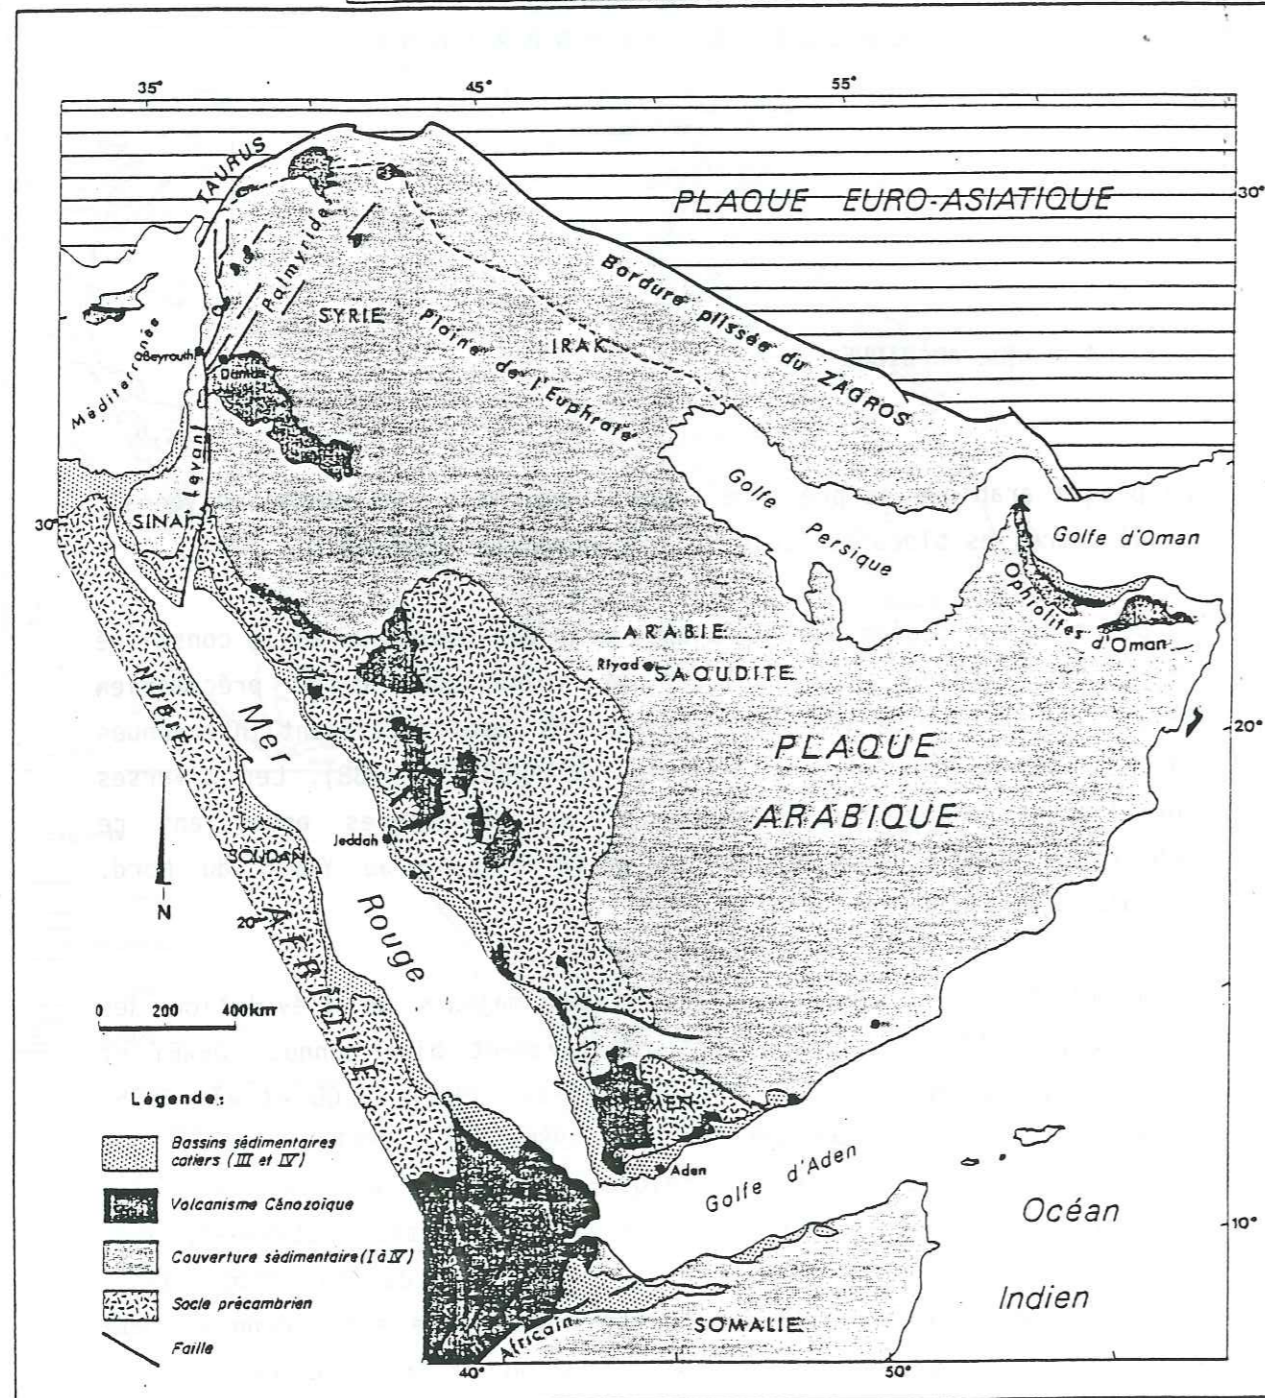 35°
45°
55°
TAURUS
PLAQUE EURO-ASIATIQUE
30°
Palmyride
Bordure plissée du ZAGROS
SYRIE
Plaine de l'Euphrate
IRAK
Méditerranée
Beyrouth
Damas
Levant
30°
SINAI
Golfe
Persique
Golfe d'Oman
Ophiolites d'Oman
ARABIE
Riyad
SAOUDITE
NUBIE
Mer
Rouge
PLAQUE
ARABIQUE
20°
Jeddah
SOUDAN
N
20°
AFRIQUE
0 200 400km
YEMEN
Aden
Golfe d'Aden
Océan
Indien
10°
Légende:
Bassins sédimentaires
cotiers (III et IV)
Volcanisme Cénozoïque
Couverture sédimentaire (I à IV)
Socle précambrien
Faille
Africain
SOMALIE
40°
50°